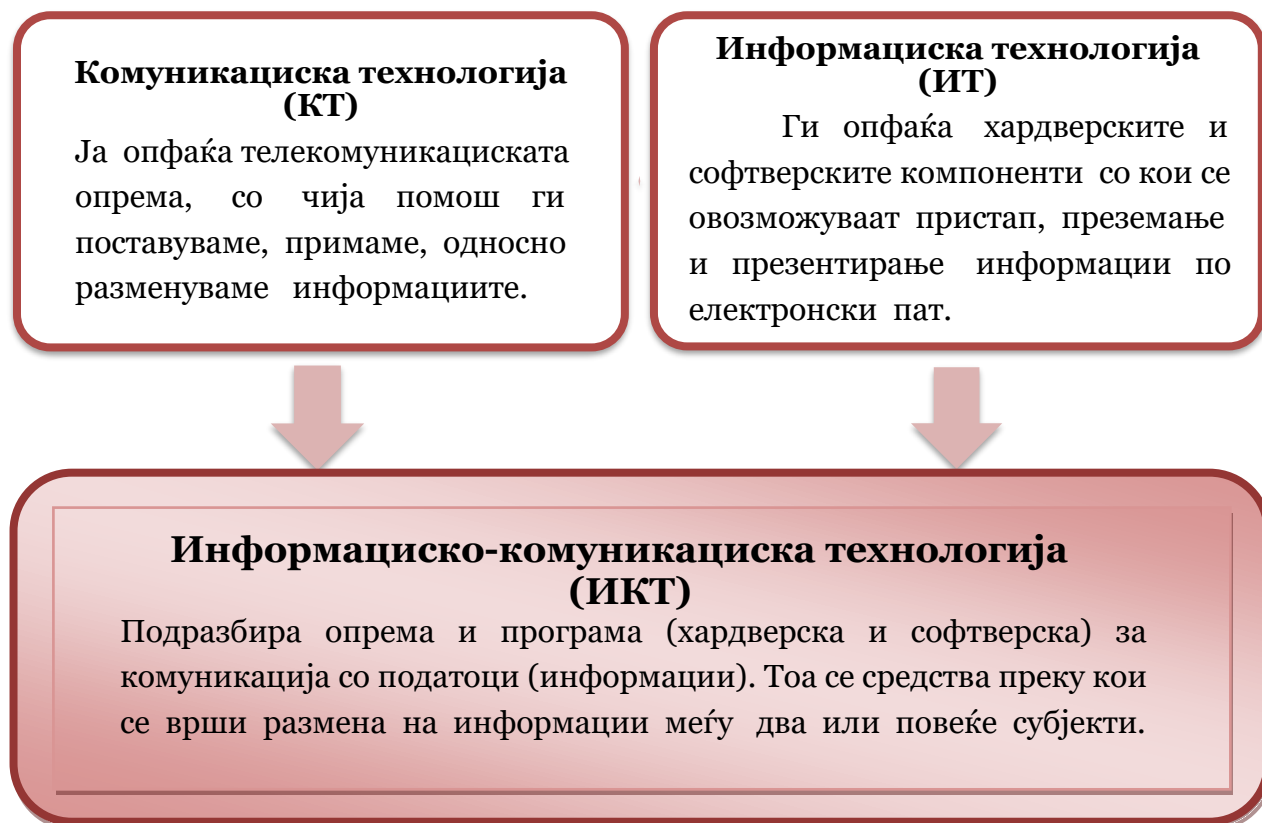 Комуникациска технологија
(КТ)
Ја опфаќа телекомуникациската
опрема, со чија помош ги
поставуваме, примаме, односно
разменуваме информациите.
Информациска технологија
(ИТ)
Ги опфаќа хардверските и
софтверските компоненти со кои се
овозможуваат пристап, преземање
и презентирање информации по
електронски пат.
Информациско-комуникациска технологија
(ИКТ)
Подразбира опрема и програма (хардверска и софтверска) за
комуникација со податоци (информации). Тоа се средства преку кои
се врши размена на информации меѓу два или повеќе субјекти.